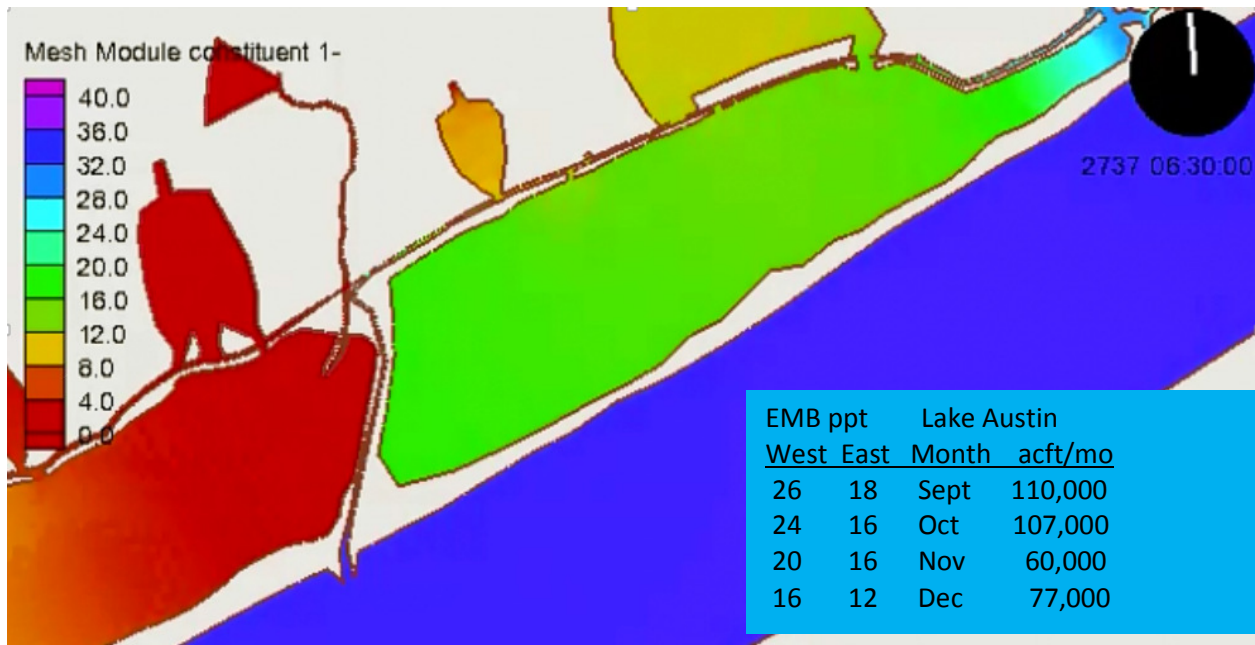 Mesh Module constituent 1-
40.0
36.0
32.0
28.0
24.0
20.0
16.0
12.0
8.0
4.0
0.0
2737 06:30:00
EMB ppt Lake Austin
West East Month acft/mo
26 18 Sept 110,000
24 16 Oct 107,000
20 16 Nov 60,000
16 12 Dec 77,000